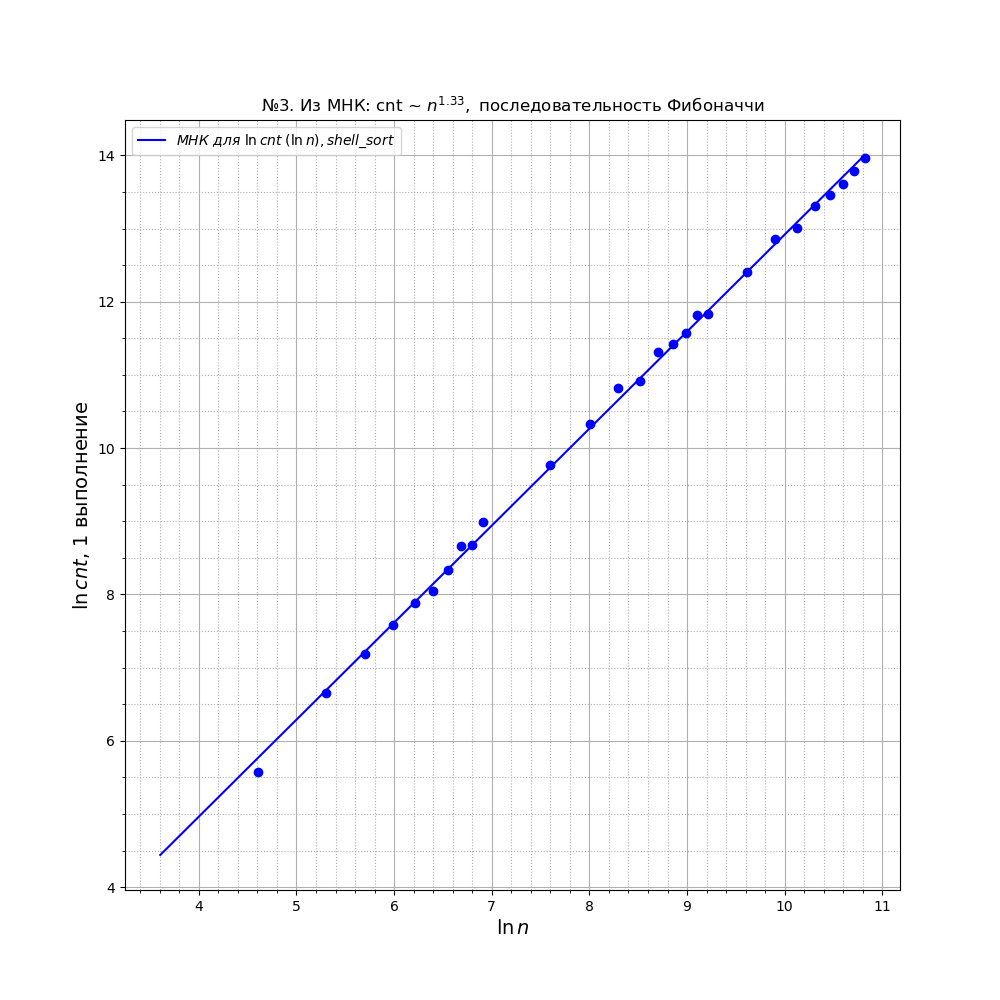 №3. Из МНК: cnt ~ n^1.33, последовательность Фибоначчи
МНК для ln cnt (ln n), shell_sort
14
12
10
8
6
4
ln cnt, 1 выполнение
4 5 6 7 8 9 10 11
ln n